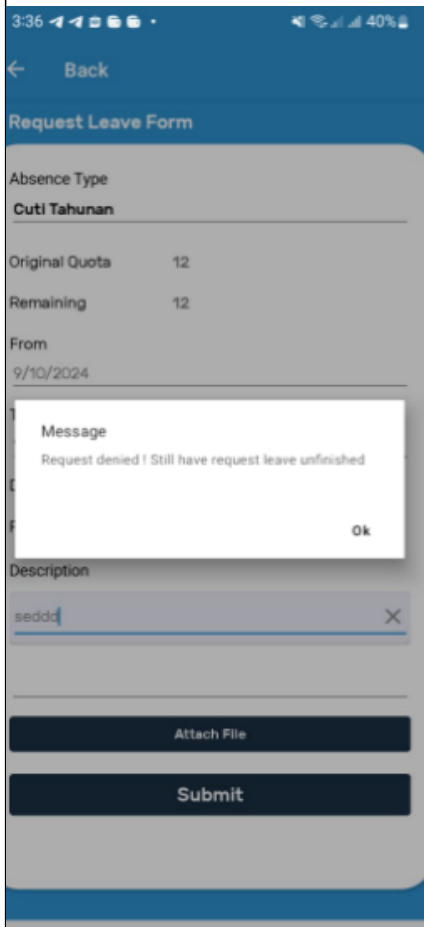 3:36
40%
Back
Request Leave Form
Absence Type
Cuti Tahunan
Original Quota 12
Remaining 12
From
9/10/2024
Message
Request denied ! Still have request leave unfinished
Ok
Description
seddd
Attach File
Submit